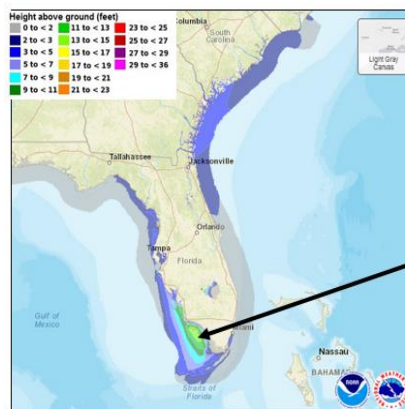 Height above ground (feet)
0 to < 2
2 to < 3
3 to < 5
5 to < 7
7 to < 9
9 to < 11
11 to < 13
13 to < 15
15 to < 17
17 to < 19
19 to < 21
21 to < 23
23 to < 25
25 to < 27
27 to < 29
29 to < 36
Columbia
South
Carolina
Light Gray
Canvas
Tallahassee
Jacksonville
Orlando
Tampa
Florida
Gulf of
Mexico
Miami
Nassau
BAHAMAS
Straits of
Florida
NOAA